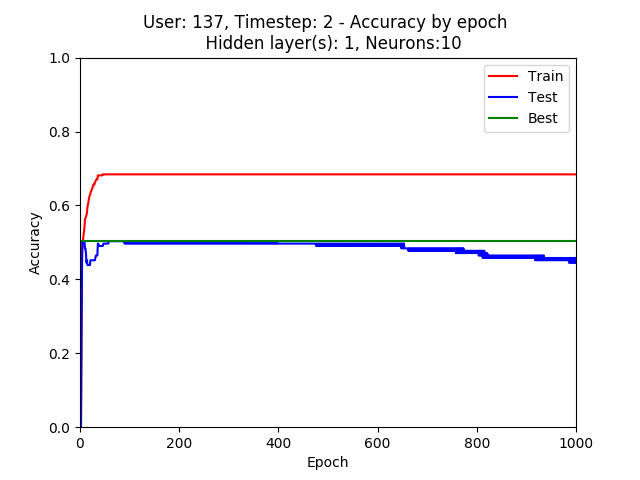 User: 137, Timestep: 2 - Accuracy by epoch
Hidden layer(s): 1, Neurons:10
1.0
0.8
0.6
0.4
0.2
0.0
Accuracy
Train
Test
Best
0 200 400 600 800 1000
Epoch